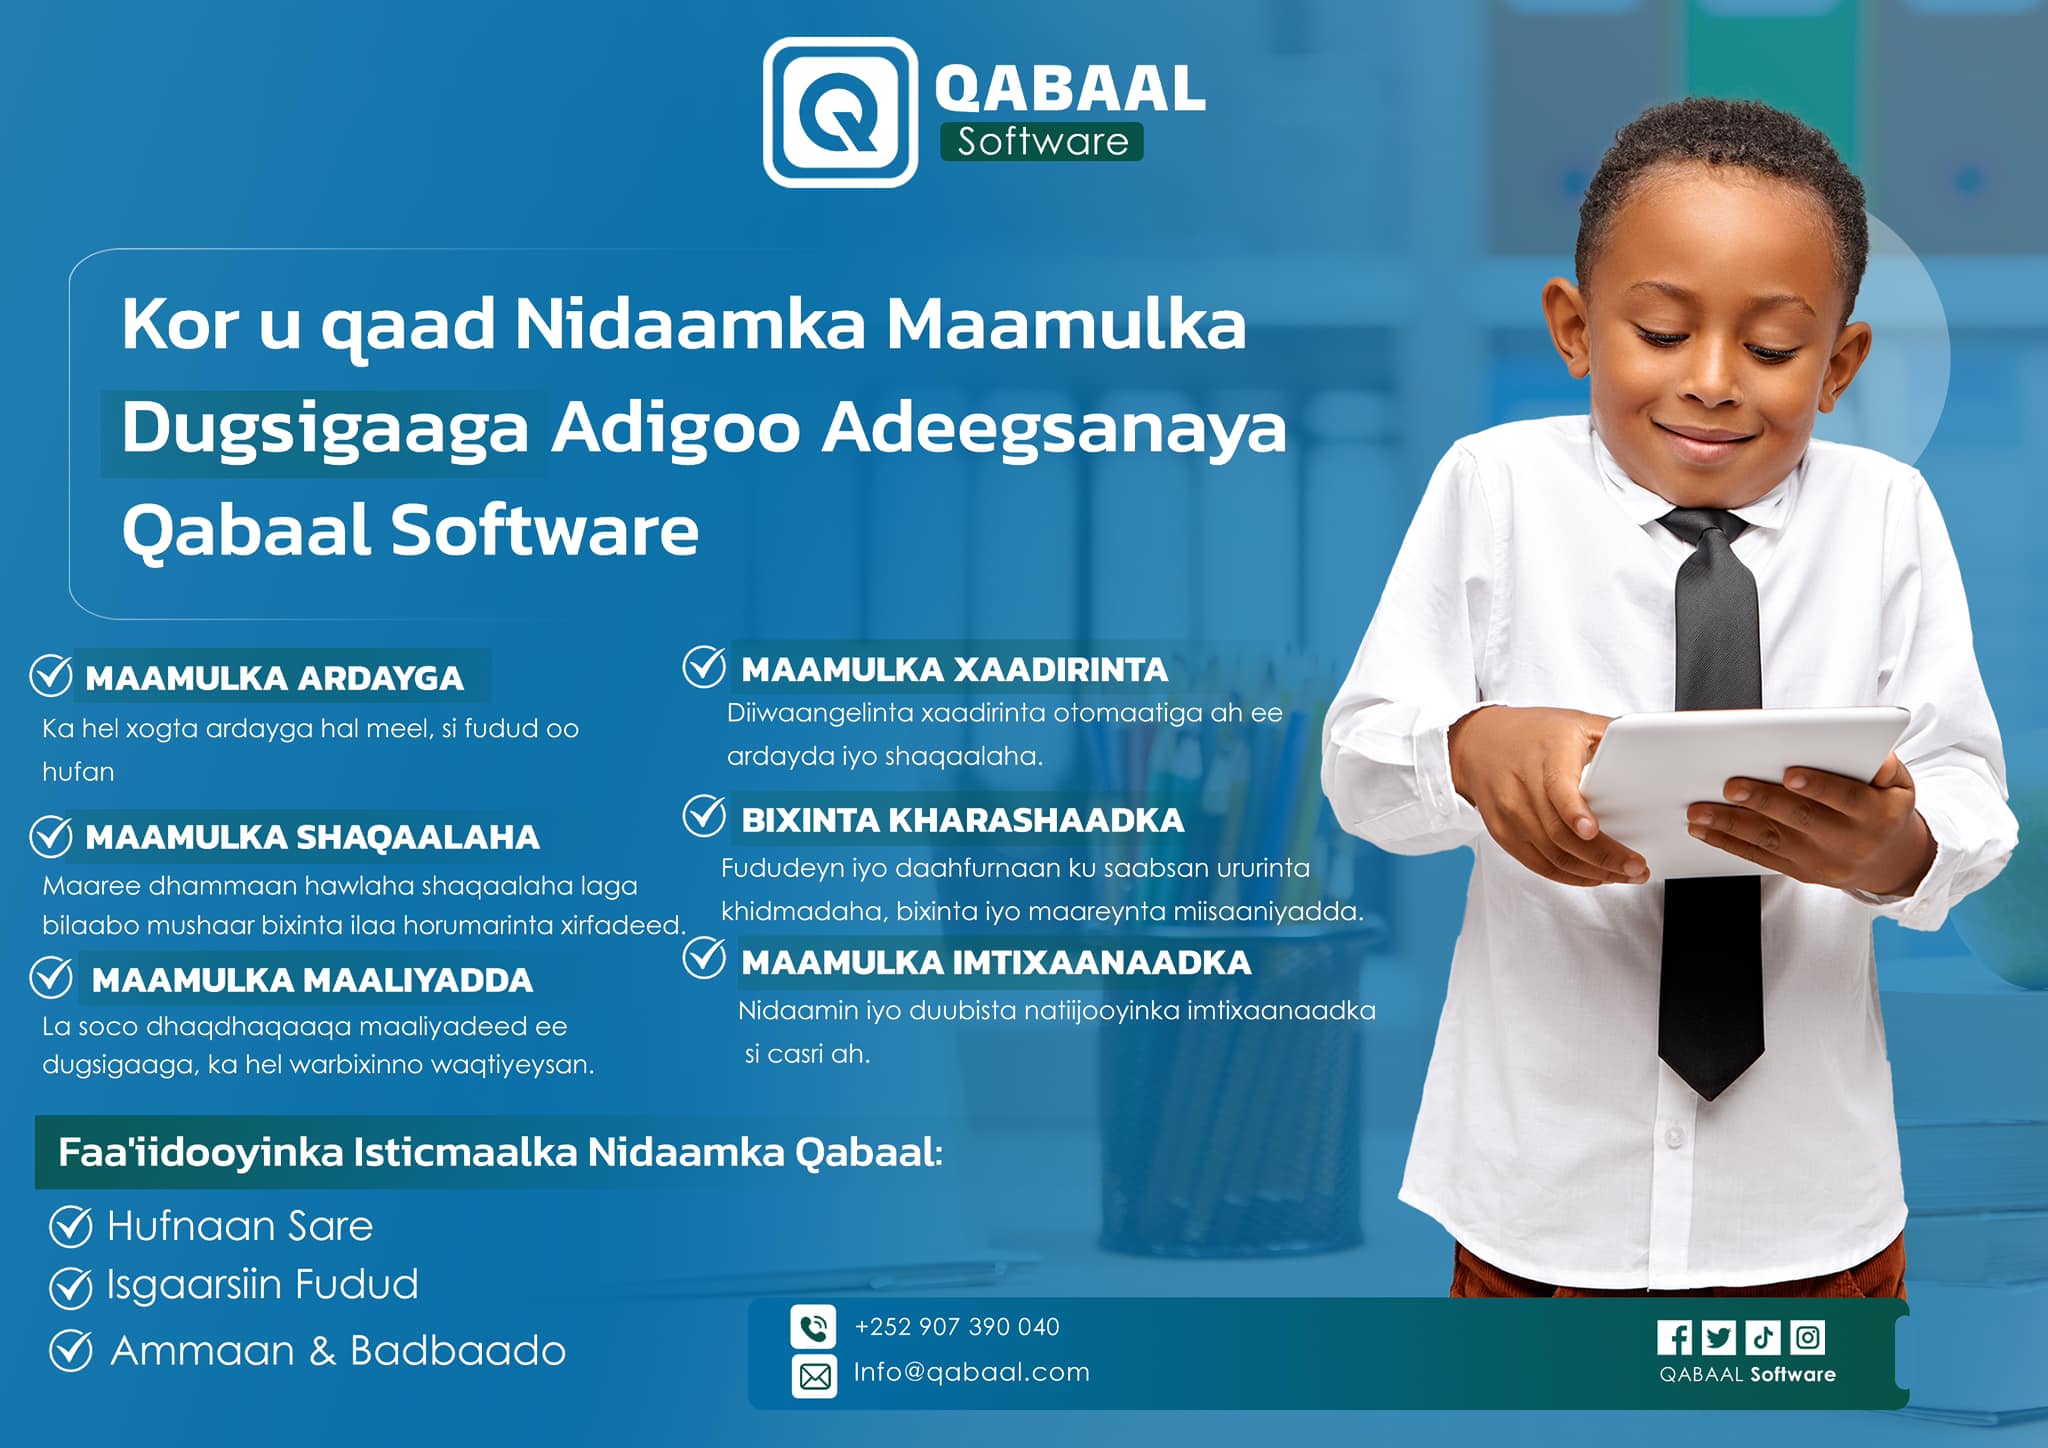 QABAAL
Software
Kor u qaad Nidaamka Maamulka
Dugsigaaga Adigoo Adeegsanaya
Qabaal Software
MAAMULKA ARDAYGA
Ka hel xogta ardayga hal meel, si fudud oo
hufan
MAAMULKA SHAQAALAHA
Maaree dhammaan hawlaha shaqaalaha laga
bilaabo mushaar bixinta ilaa horumarinta xirfadeed.
MAAMULKA MAALIYADDA
La soco dhaqdhaqaaqa maaliyadeed ee
dugsigaaga, ka hel warbixinno waqtiyeysan.
MAAMULKA XAADIRINTA
Diiwaangelinta xaadirinta otomaatiga ah ee
ardayda iyo shaqaalaha.
BIXINTA KHARASHAADKA
Fududeyn iyo daahfurnaan ku saabsan ururinta
khidmadaha, bixinta iyo maareynta miisaaniyadda.
MAAMULKA IMTIXAANAADKA
Nidaamin iyo duubista natiijooyinka imtixaanaadka
si casri ah.
Faa'iidooyinka Isticmaalka Nidaamka Qabaal:
Hufnaan Sare
Isgaarsiin Fudud
Ammaan & Badbaado
+252 907 390 040
Info@qabaal.com
QABAAL Software